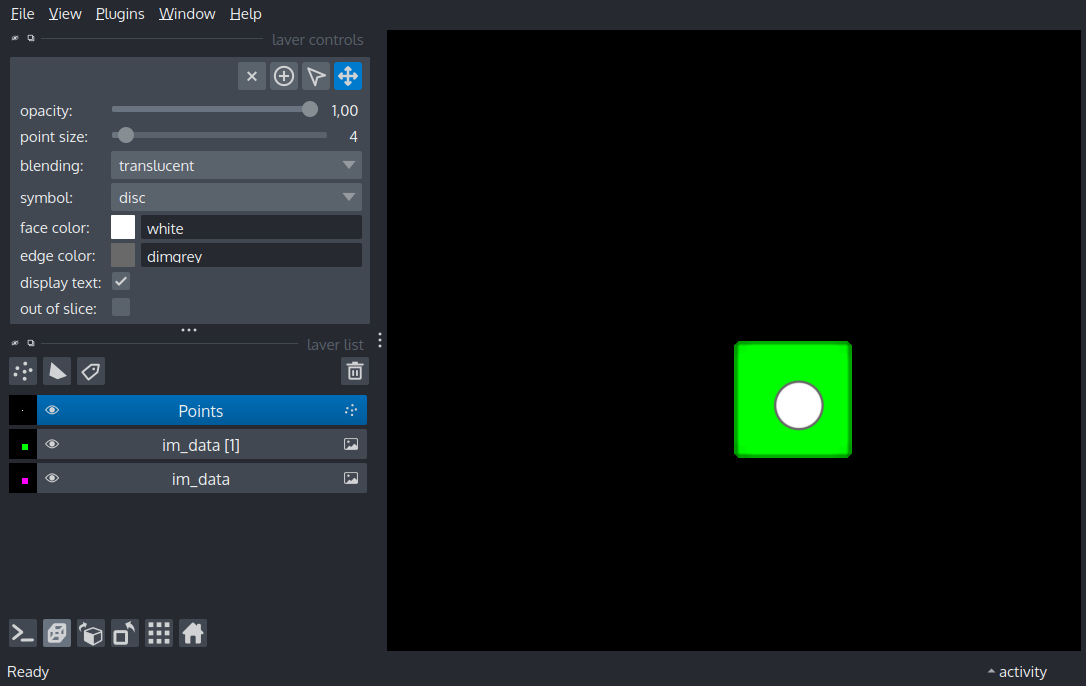 File View Plugins Window Help
layer controls
opacity: 1,00
point size: 4
blending: translucent
symbol: disc
face color: white
edge color: dimgrey
display text:
out of slice:
layer list
Points
im_data [1]
im_data
Ready activity